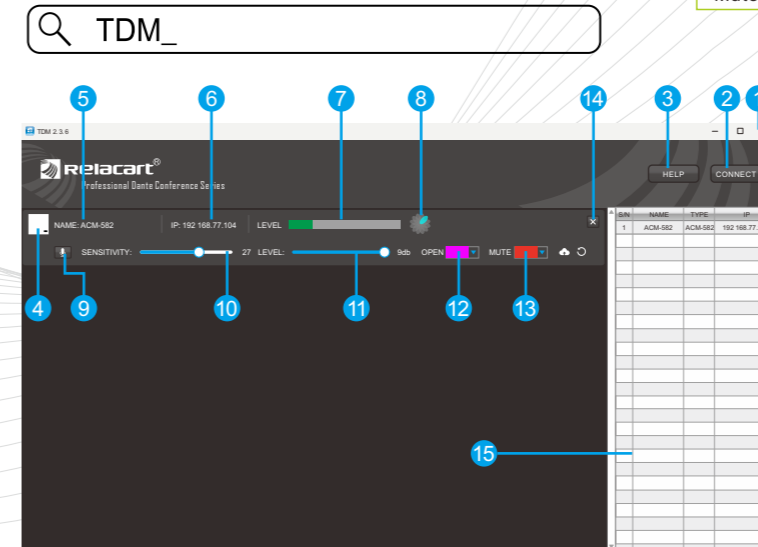 TDM_
5 6 7 8 14 3 2 1
TDM 2.3.6
Relacart®
Professional Dante Conference Series
HELP
CONNECT
NAME: ACM-582
IP: 192 168.77.104
LEVEL
SENSITIVITY:
27
LEVEL:
9db
OPEN
MUTE
S/N NAME TYPE IP
1 ACM-582 ACM-582 192 168.77.
4 9 10 11 12 13
15